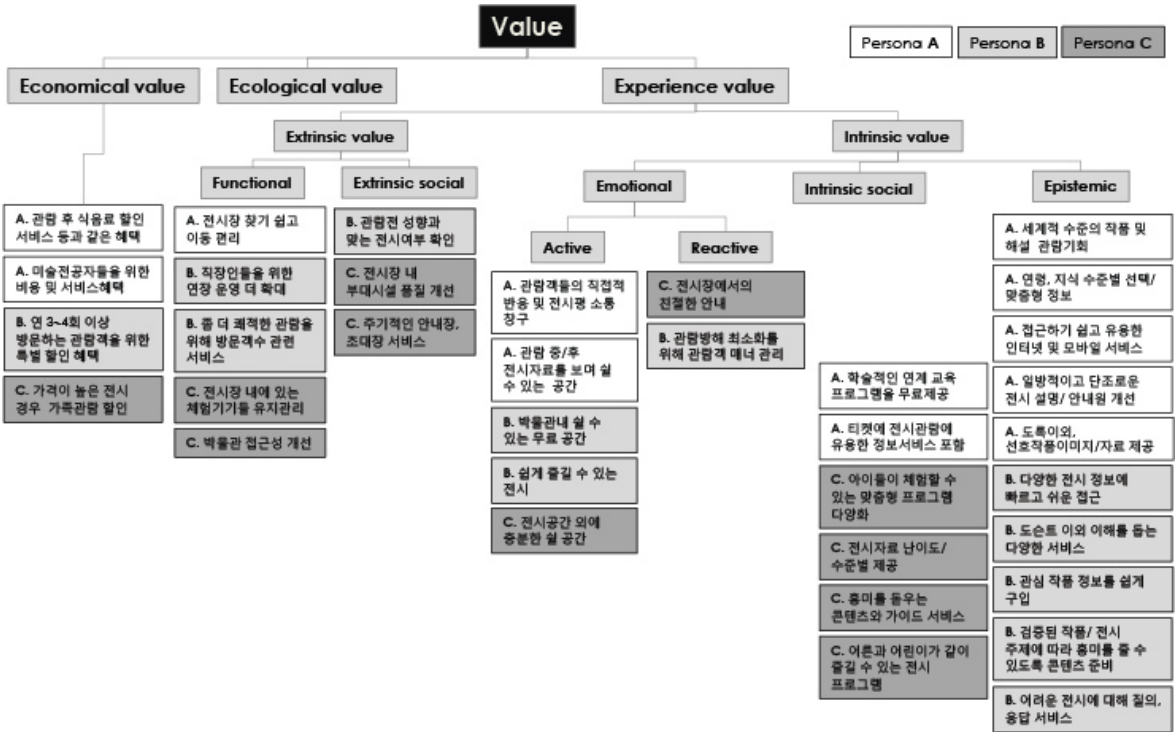 Value
Persona A
Persona B
Persona C
Economical value
Ecological value
Experience value
Extrinsic value
Intrinsic value
Functional
Extrinsic social
Emotional
Intrinsic social
Epistemic
Active
Reactive
A. 관람 후 식음료 할인
서비스 등과 같은 혜택
A. 미술전공자들을 위한
비용 및 서비스혜택
B. 연 3~4회 이상
방문하는 관람객을 위한
특별 할인 혜택
C. 가격이 높은 전시
경우 가족관람 할인
A. 전시장 찾기 쉽고
이동 편리
B. 직장인들을 위한
연장 운영 더 확대
B. 좀 더 쾌적한 관람을
위해 방문객수 관련
서비스
C. 전시장 내에 있는
체험기기들 유지관리
C. 박물관 접근성 개선
B. 관람전 성향과
맞는 전시여부 확인
C. 전시장 내
부대시설 품질 개선
C. 주기적인 안내장,
초대장 서비스
A. 관람객들의 직접적
반응 및 전시평 소통
창구
A. 관람 중/후
전시자료를 보며 쉴
수 있는 공간
B. 박물관내 쉴 수
있는 무료 공간
B. 쉽게 즐길 수 있는
전시
C. 전시공간 외에
충분한 쉴 공간
C. 전시장에서의
친절한 안내
B. 관람방해 최소화를
위해 관람객 매너 관리
A. 학술적인 연계 교육
프로그램을 무료제공
A. 티켓에 전시관람에
유용한 정보서비스 포함
C. 아이들이 체험할 수
있는 맞춤형 프로그램
다양화
C. 전시자료 난이도/
수준별 제공
C. 흥미를 돋우는
콘텐츠와 가이드 서비스
C. 어른과 어린이가 같이
즐길 수 있는 전시
프로그램
A. 세계적 수준의 작품 및
해설 관람기회
A. 연령, 지식 수준별 선택/
맞춤형 정보
A. 접근하기 쉽고 유용한
인터넷 및 모바일 서비스
A. 일방적이고 단조로운
전시 설명/ 안내원 개선
A. 도록이외,
선호작품이미지/자료 제공
B. 다양한 전시 정보에
빠르고 쉬운 접근
B. 도슨트 이외 이해를 돕는
다양한 서비스
B. 관심 작품 정보를 쉽게
구입
B. 검증된 작품/ 전시
주제에 따라 흥미를 줄 수
있도록 콘텐츠 준비
B. 어려운 전시에 대해 질의,
응답 서비스